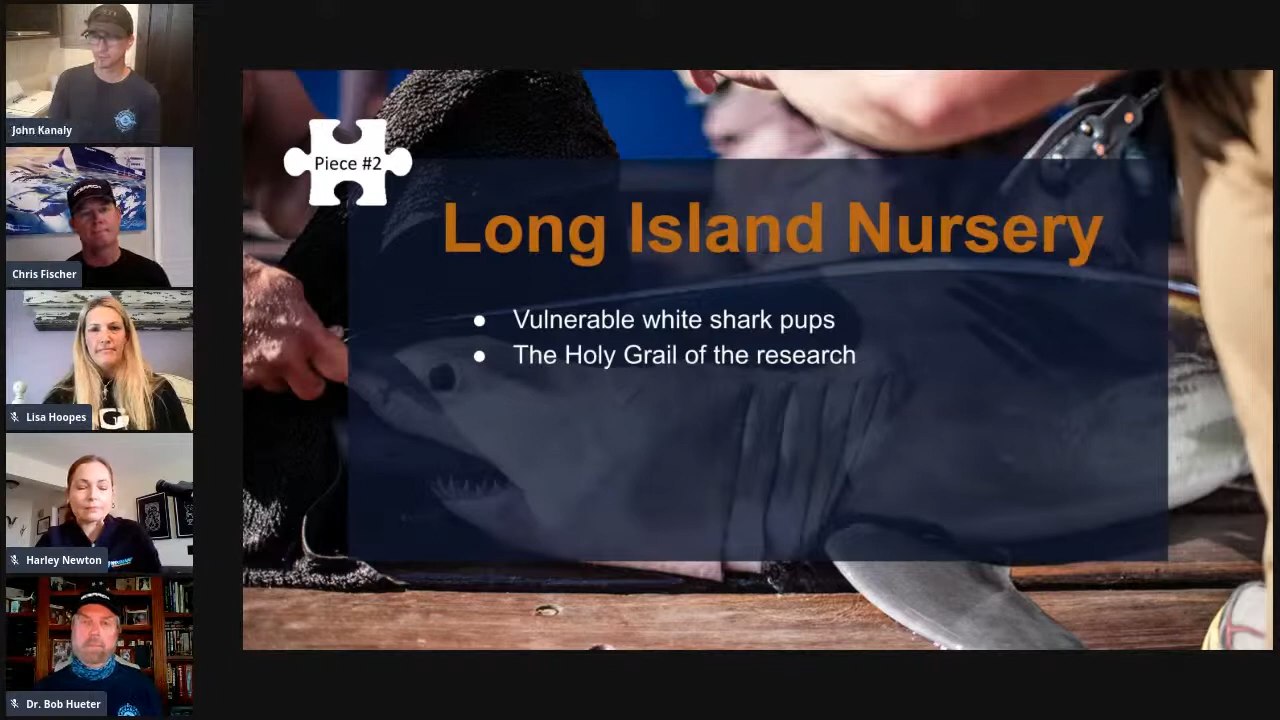 John Kanaly
Chris Fischer
Lisa Hoopes
Harley Newton
Dr. Bob Hueter
Piece #2
Long Island Nursery
● Vulnerable white shark pups
● The Holy Grail of the research